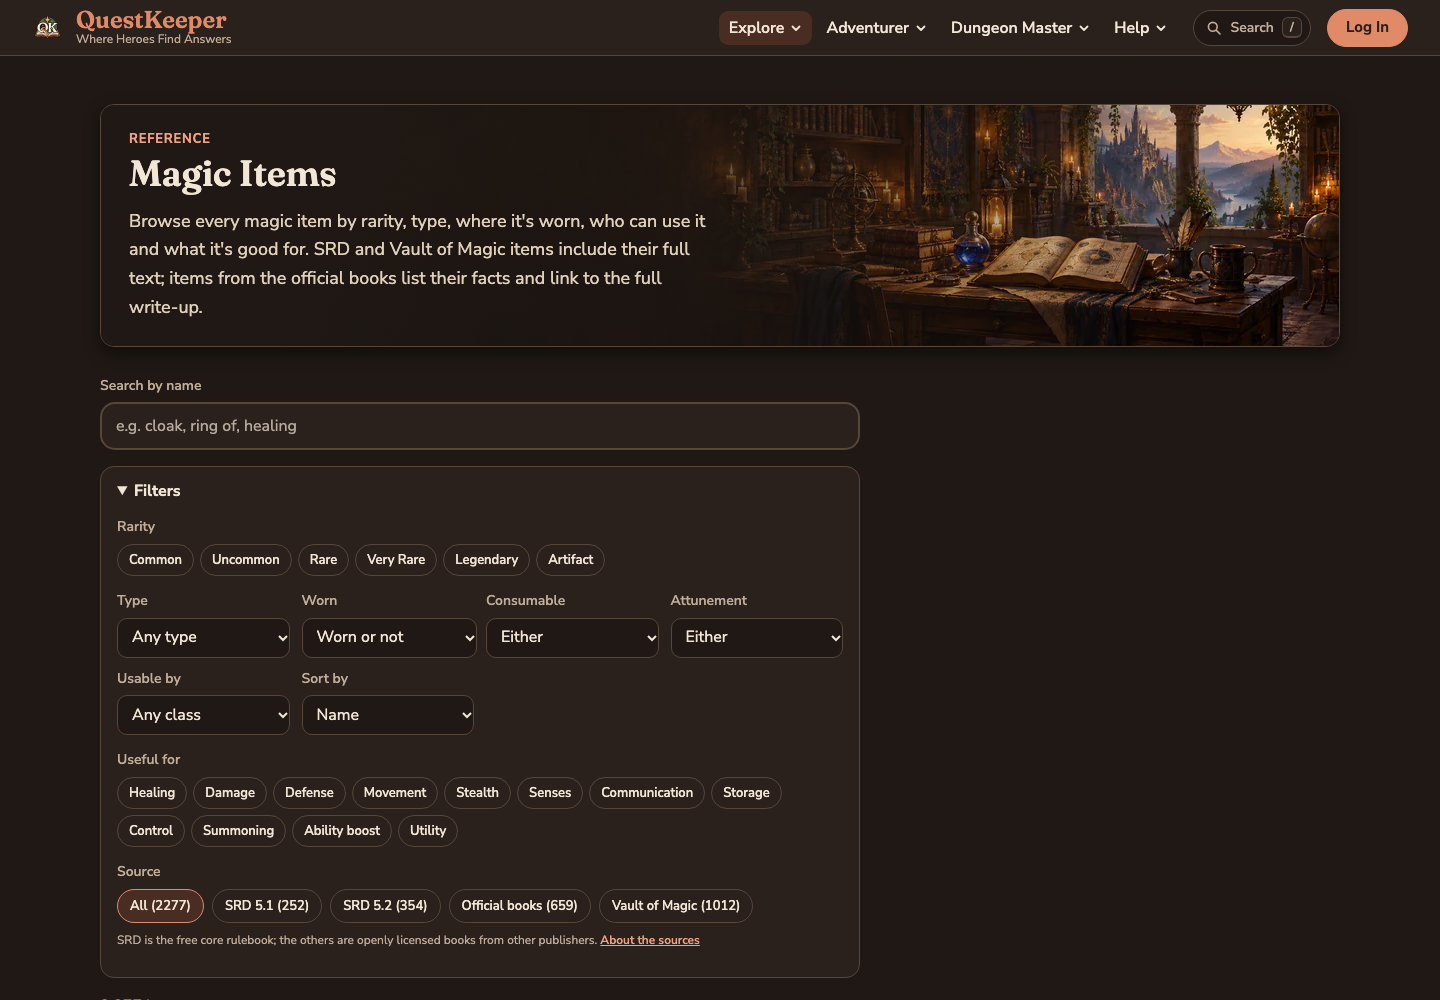 QK
QuestKeeper
Where Heroes Find Answers
Explore
Adventurer
Dungeon Master
Help
Search /
Log In
REFERENCE
Magic Items
Browse every magic item by rarity, type, where it's worn, who can use it
and what it's good for. SRD and Vault of Magic items include their full
text; items from the official books list their facts and link to the full
write-up.
Search by name
e.g. cloak, ring of, healing
Filters
Rarity
Common Uncommon Rare Very Rare Legendary Artifact
Type Worn Consumable Attunement
Any type Worn or not Either Either
Usable by Sort by
Any class Name
Useful for
Healing Damage Defense Movement Stealth Senses Communication Storage
Control Summoning Ability boost Utility
Source
All (2277) SRD 5.1 (252) SRD 5.2 (354) Official books (659) Vault of Magic (1012)
SRD is the free core rulebook; the others are openly licensed books from other publishers. About the sources